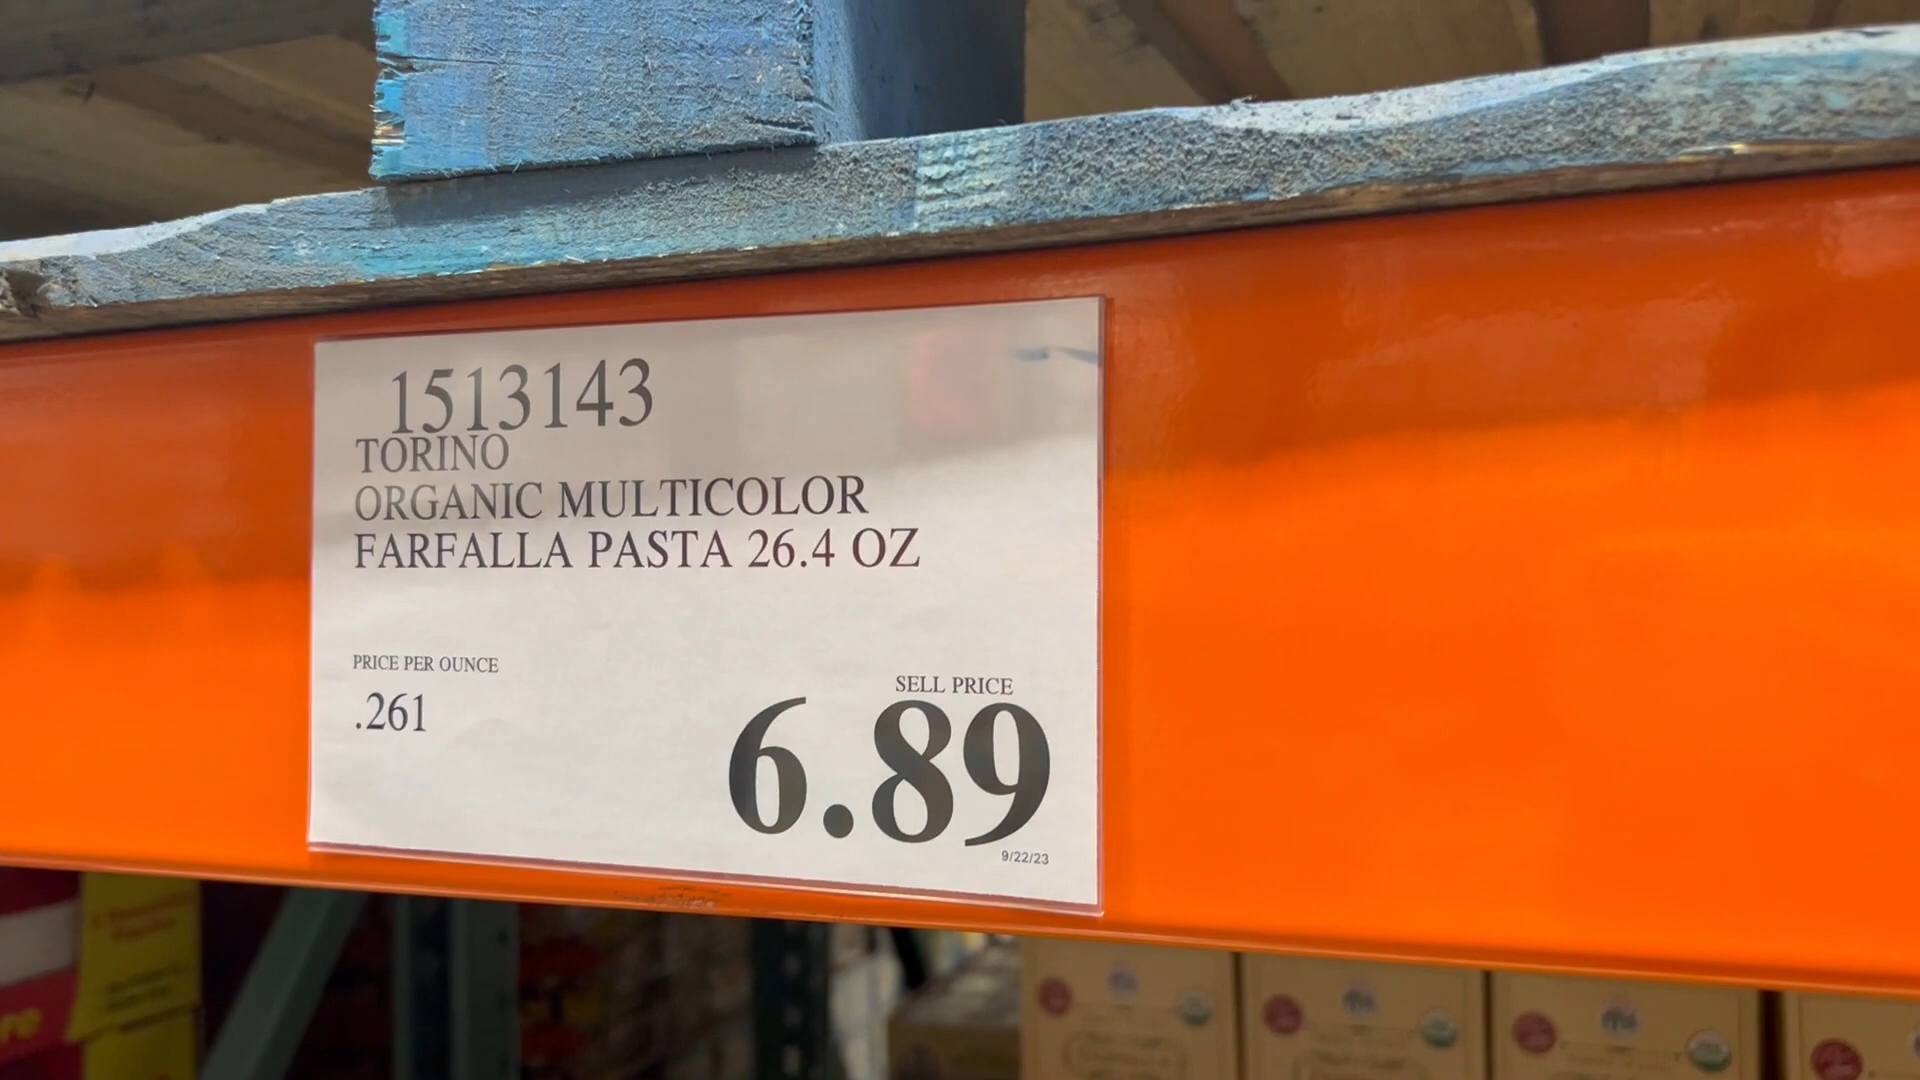 1513143
TORINO
ORGANIC MULTICOLOR
FARFALLA PASTA 26.4 OZ
PRICE PER OUNCE
.261
SELL PRICE
6.89
9/22/23